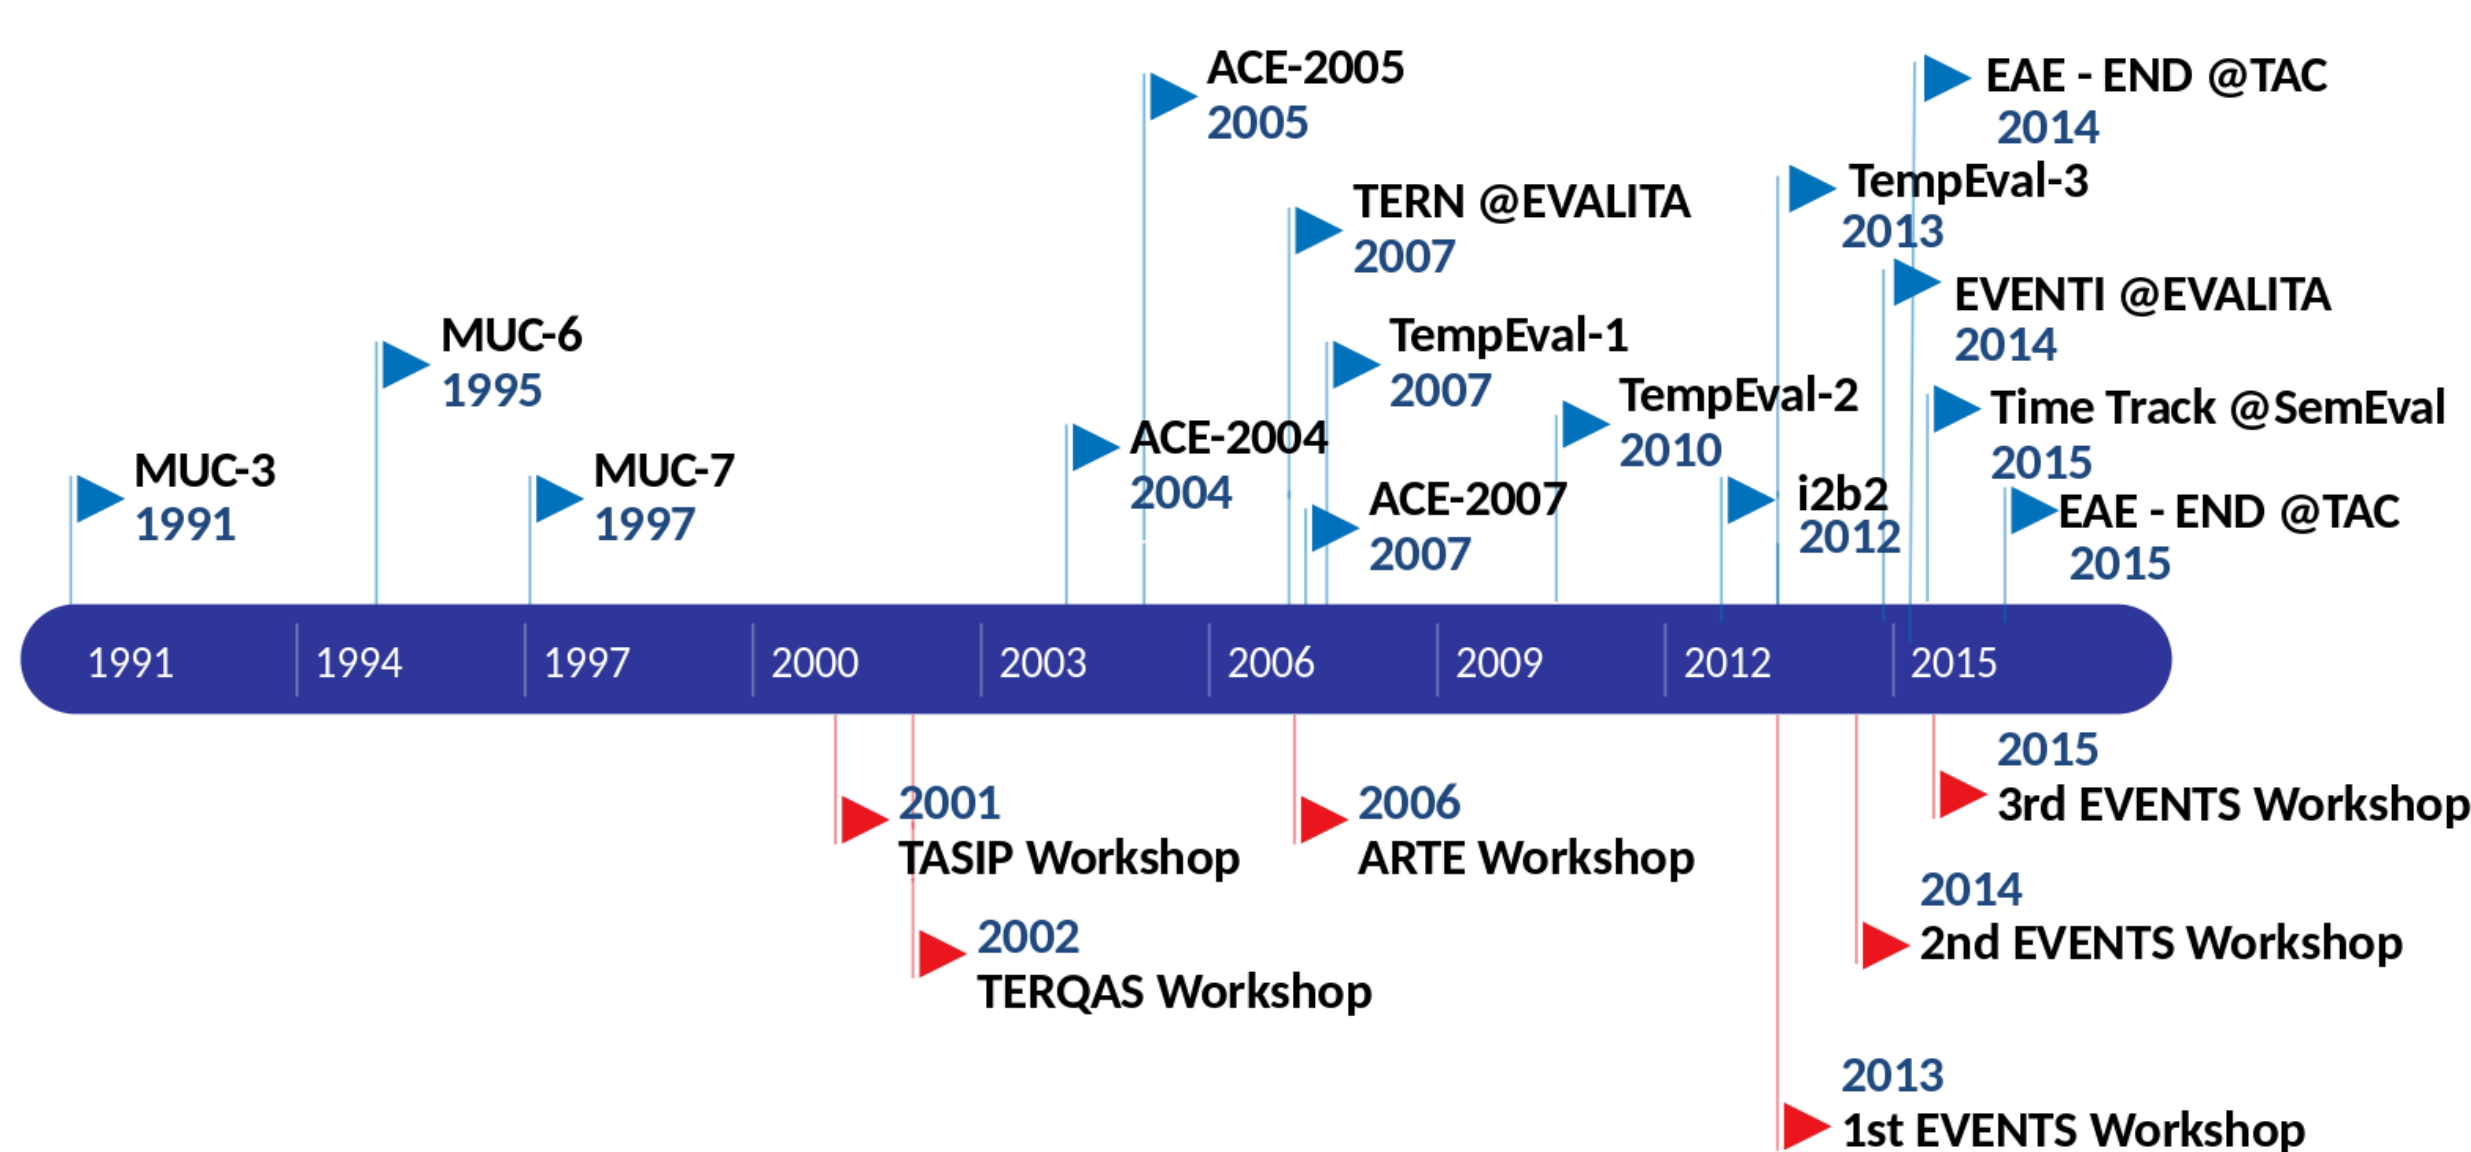 ACE-2005
2005
EAE - END @TAC
2014
TempEval-3
2013
TERN @EVALITA
2007
EVENTI @EVALITA
2014
MUC-6
1995
TempEval-1
2007
TempEval-2
2010
Time Track @SemEval
2015
ACE-2004
2004
MUC-3
1991
MUC-7
1997
ACE-2007
2007
i2b2
2012
EAE - END @TAC
2015
1991 1994 1997 2000 2003 2006 2009 2012 2015
2015
3rd EVENTS Workshop
2001
TASIP Workshop
2006
ARTE Workshop
2014
2nd EVENTS Workshop
2002
TERQAS Workshop
2013
1st EVENTS Workshop